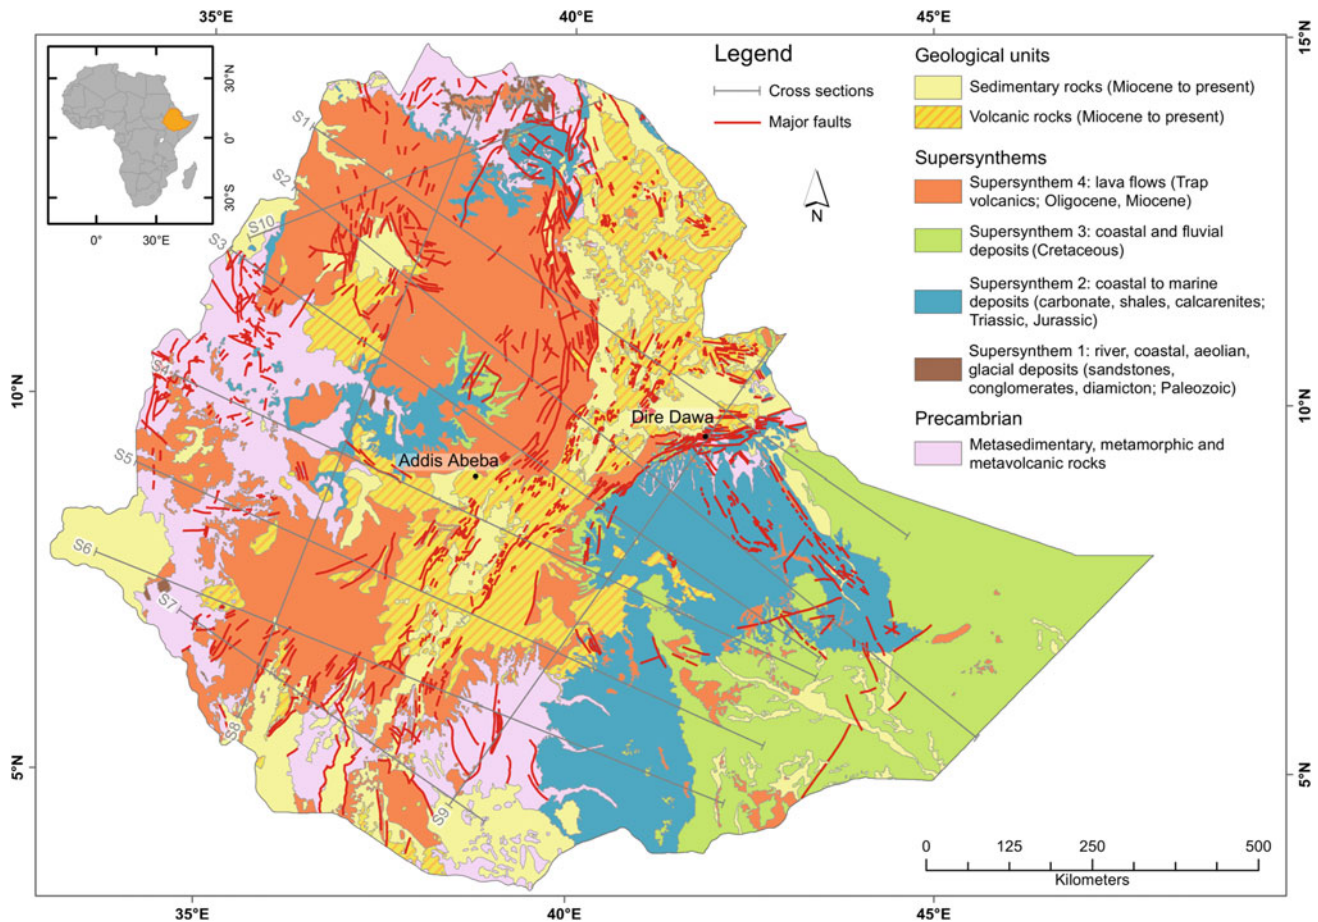 35°E
40°E
45°E
15°N
30°N
0°
30°S
0°
30°E
Legend
Cross sections
Major faults
N
Geological units
Sedimentary rocks (Miocene to present)
Volcanic rocks (Miocene to present)
Supersynthems
Supersynthem 4: lava flows (Trap
volcanics; Oligocene, Miocene)
Supersynthem 3: coastal and fluvial
deposits (Cretaceous)
Supersynthem 2: coastal to marine
deposits (carbonate, shales, calcarenites;
Triassic, Jurassic)
Supersynthem 1: river, coastal, aeolian,
glacial deposits (sandstones,
conglomerates, diamicton; Paleozoic)
Precambrian
Metasedimentary, metamorphic and
metavolcanic rocks
S1
S2
S10
S3
S4
S5
S6
S7
S8
S9
10°N
10°N
Dire Dawa
Addis Abeba
5°N
5°N
0
125
250
500
Kilometers
35°E
40°E
45°E